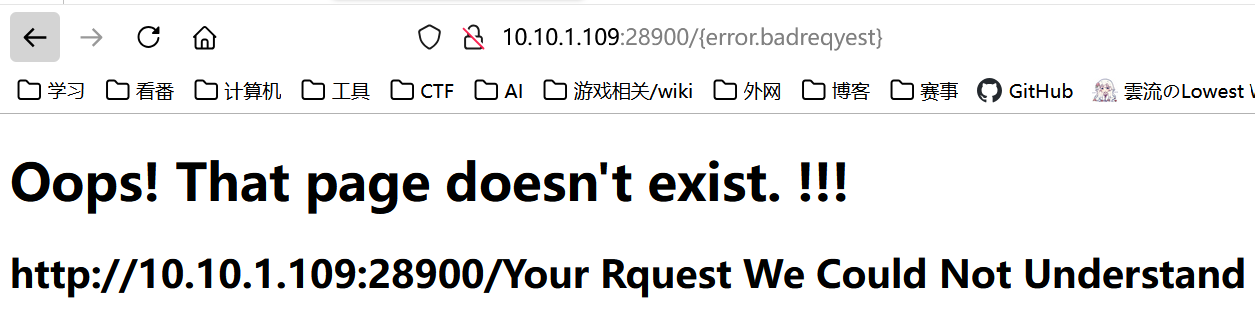 10.10.1.109:28900/{error.badreqyest}
学习 看番 计算机 工具 CTF AI 游戏相关/wiki 外网 博客 赛事 GitHub 雲流のLowest
Oops! That page doesn't exist. !!!
http://10.10.1.109:28900/Your Rquest We Could Not Understand